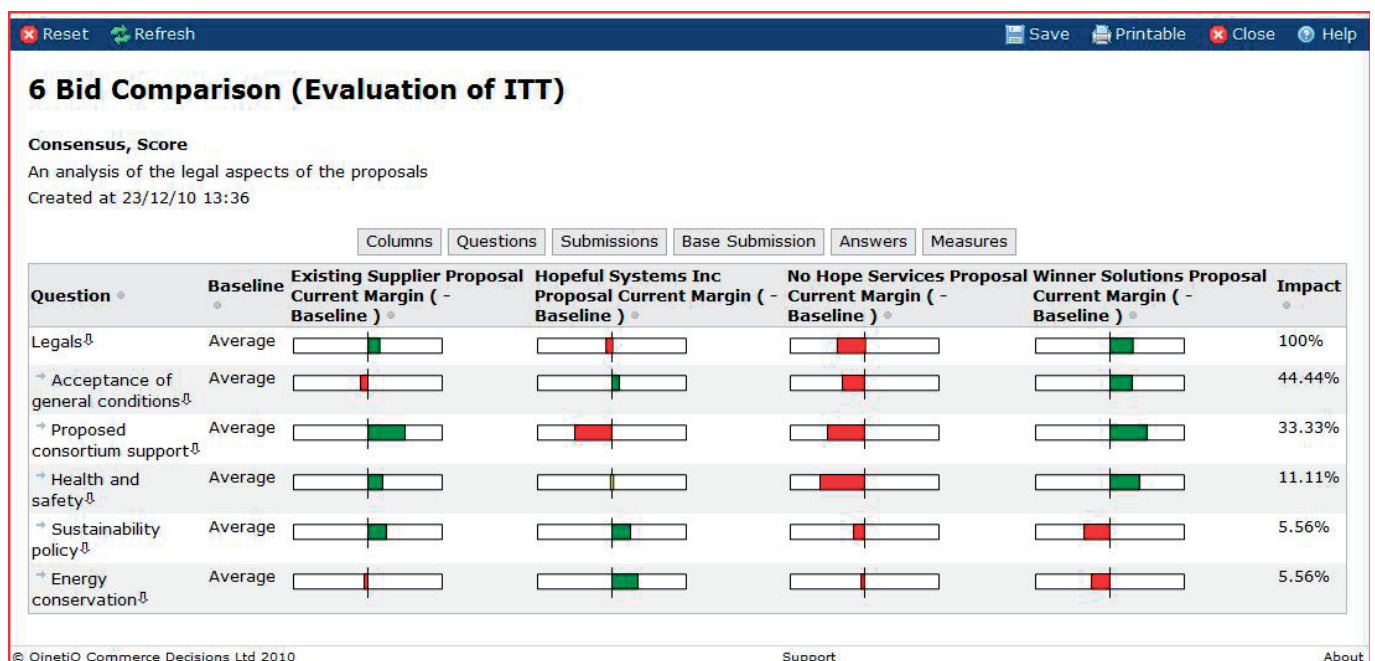 Reset Refresh Save Printable Close Help
6 Bid Comparison (Evaluation of ITT)
Consensus, Score
An analysis of the legal aspects of the proposals
Created at 23/12/10 13:36
Columns Questions Submissions Base Submission Answers Measures
Question Baseline Existing Supplier Proposal Current Margin ( - Baseline ) Hopeful Systems Inc Proposal Current Margin ( - Baseline ) No Hope Services Proposal Current Margin ( - Baseline ) Winner Solutions Proposal Current Margin ( - Baseline ) Impact
Legals Average 100%
Acceptance of general conditions Average 44.44%
Proposed consortium support Average 33.33%
Health and safety Average 11.11%
Sustainability policy Average 5.56%
Energy conservation Average 5.56%
© QinetiQ Commerce Decisions Ltd 2010 Support About